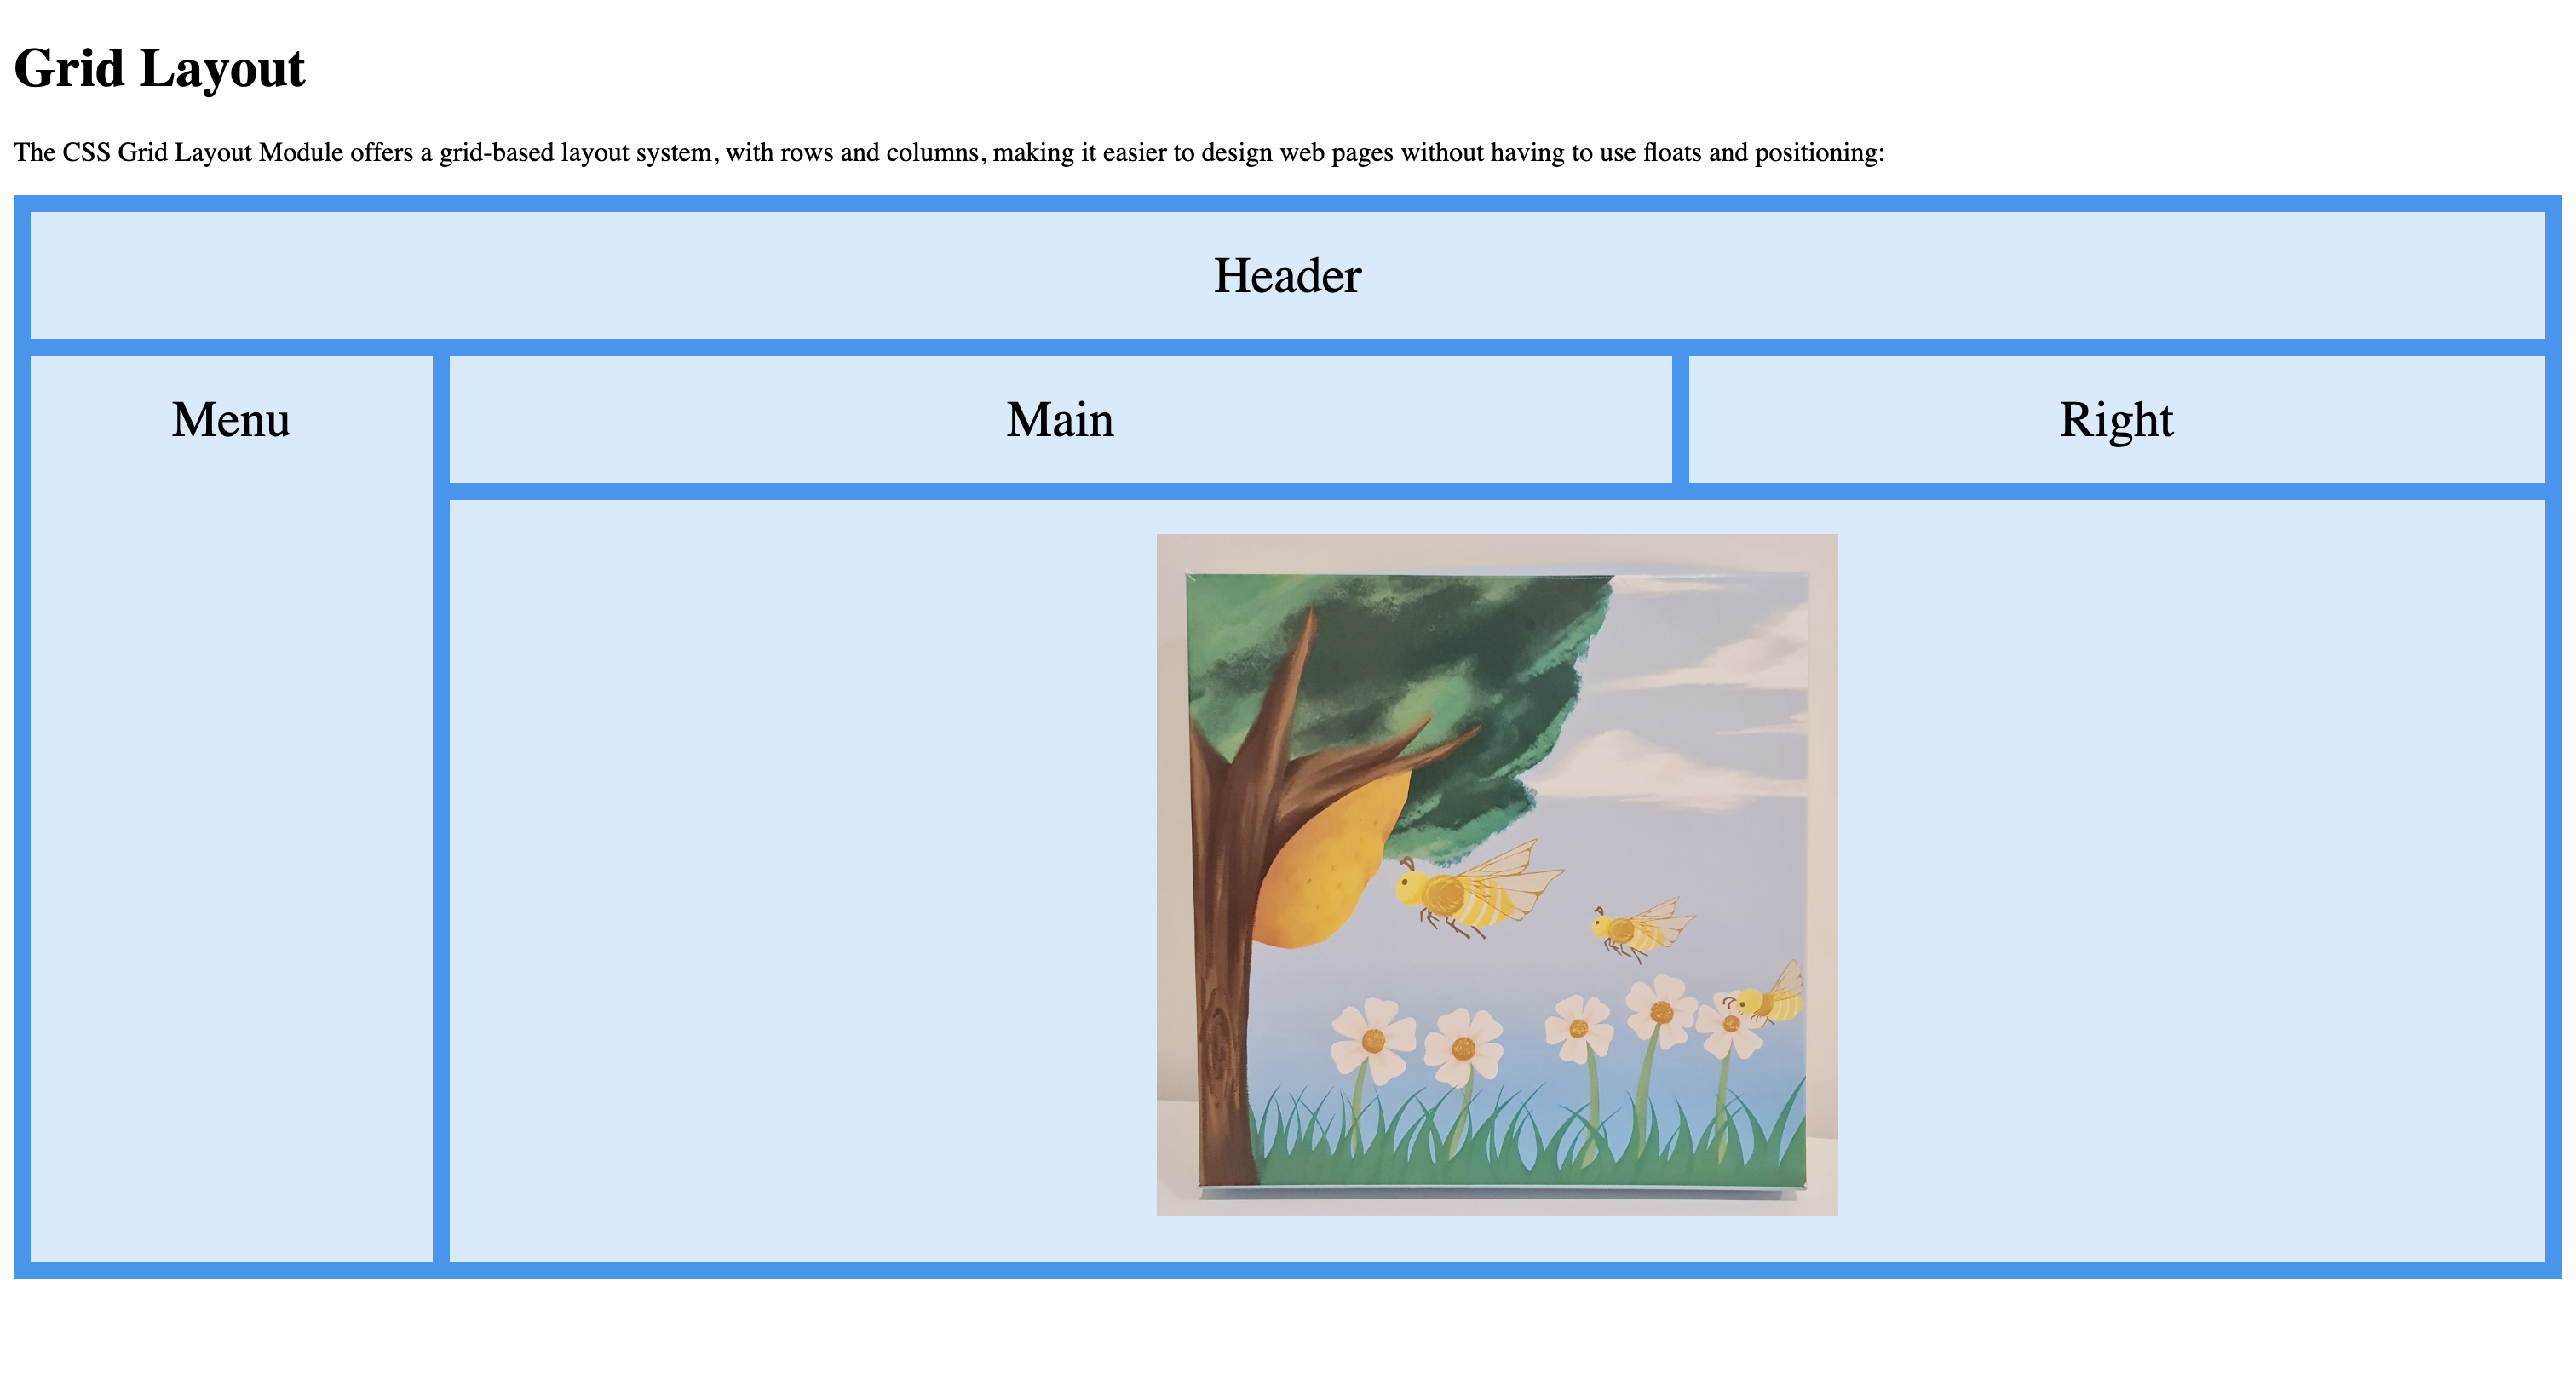 Grid Layout
The CSS Grid Layout Module offers a grid-based layout system, with rows and columns, making it easier to design web pages without having to use floats and positioning:
Header
Menu
Main
Right